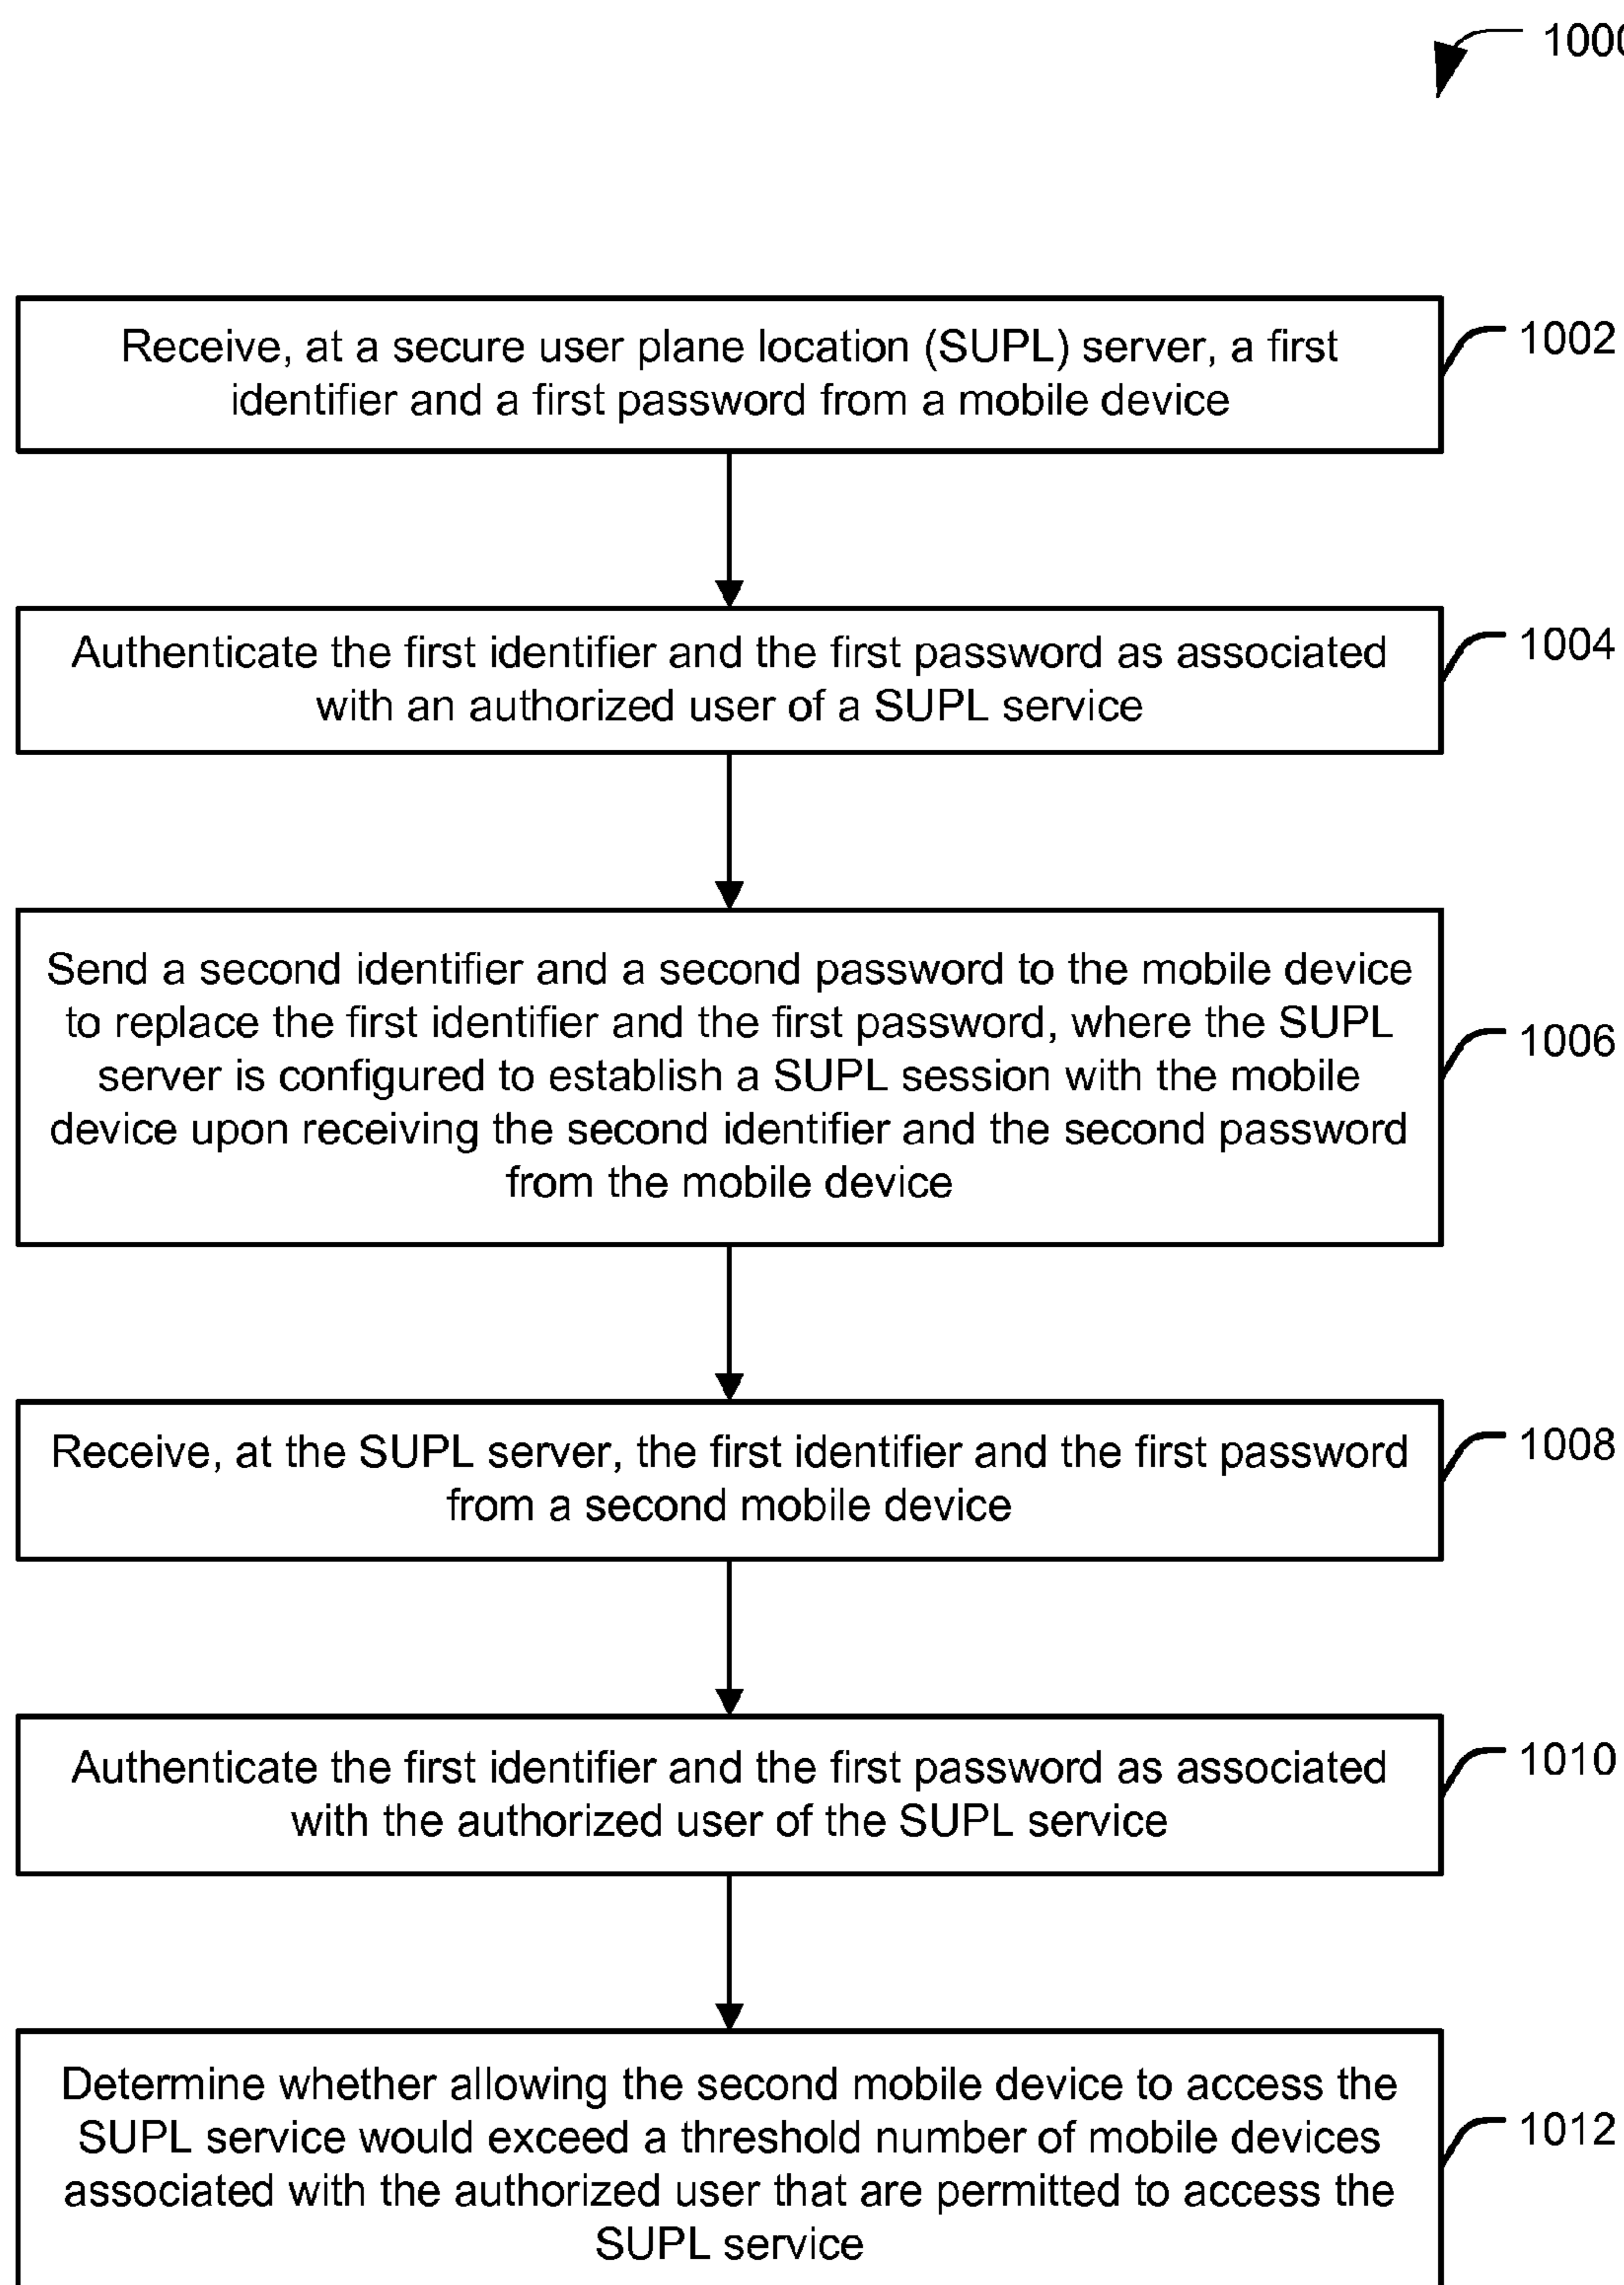 1000
Receive, at a secure user plane location (SUPL) server, a first
identifier and a first password from a mobile device
1002
Authenticate the first identifier and the first password as associated
with an authorized user of a SUPL service
1004
Send a second identifier and a second password to the mobile device
to replace the first identifier and the first password, where the SUPL
server is configured to establish a SUPL session with the mobile
device upon receiving the second identifier and the second password
from the mobile device
1006
Receive, at the SUPL server, the first identifier and the first password
from a second mobile device
1008
Authenticate the first identifier and the first password as associated
with the authorized user of the SUPL service
1010
Determine whether allowing the second mobile device to access the
SUPL service would exceed a threshold number of mobile devices
associated with the authorized user that are permitted to access the
SUPL service
1012